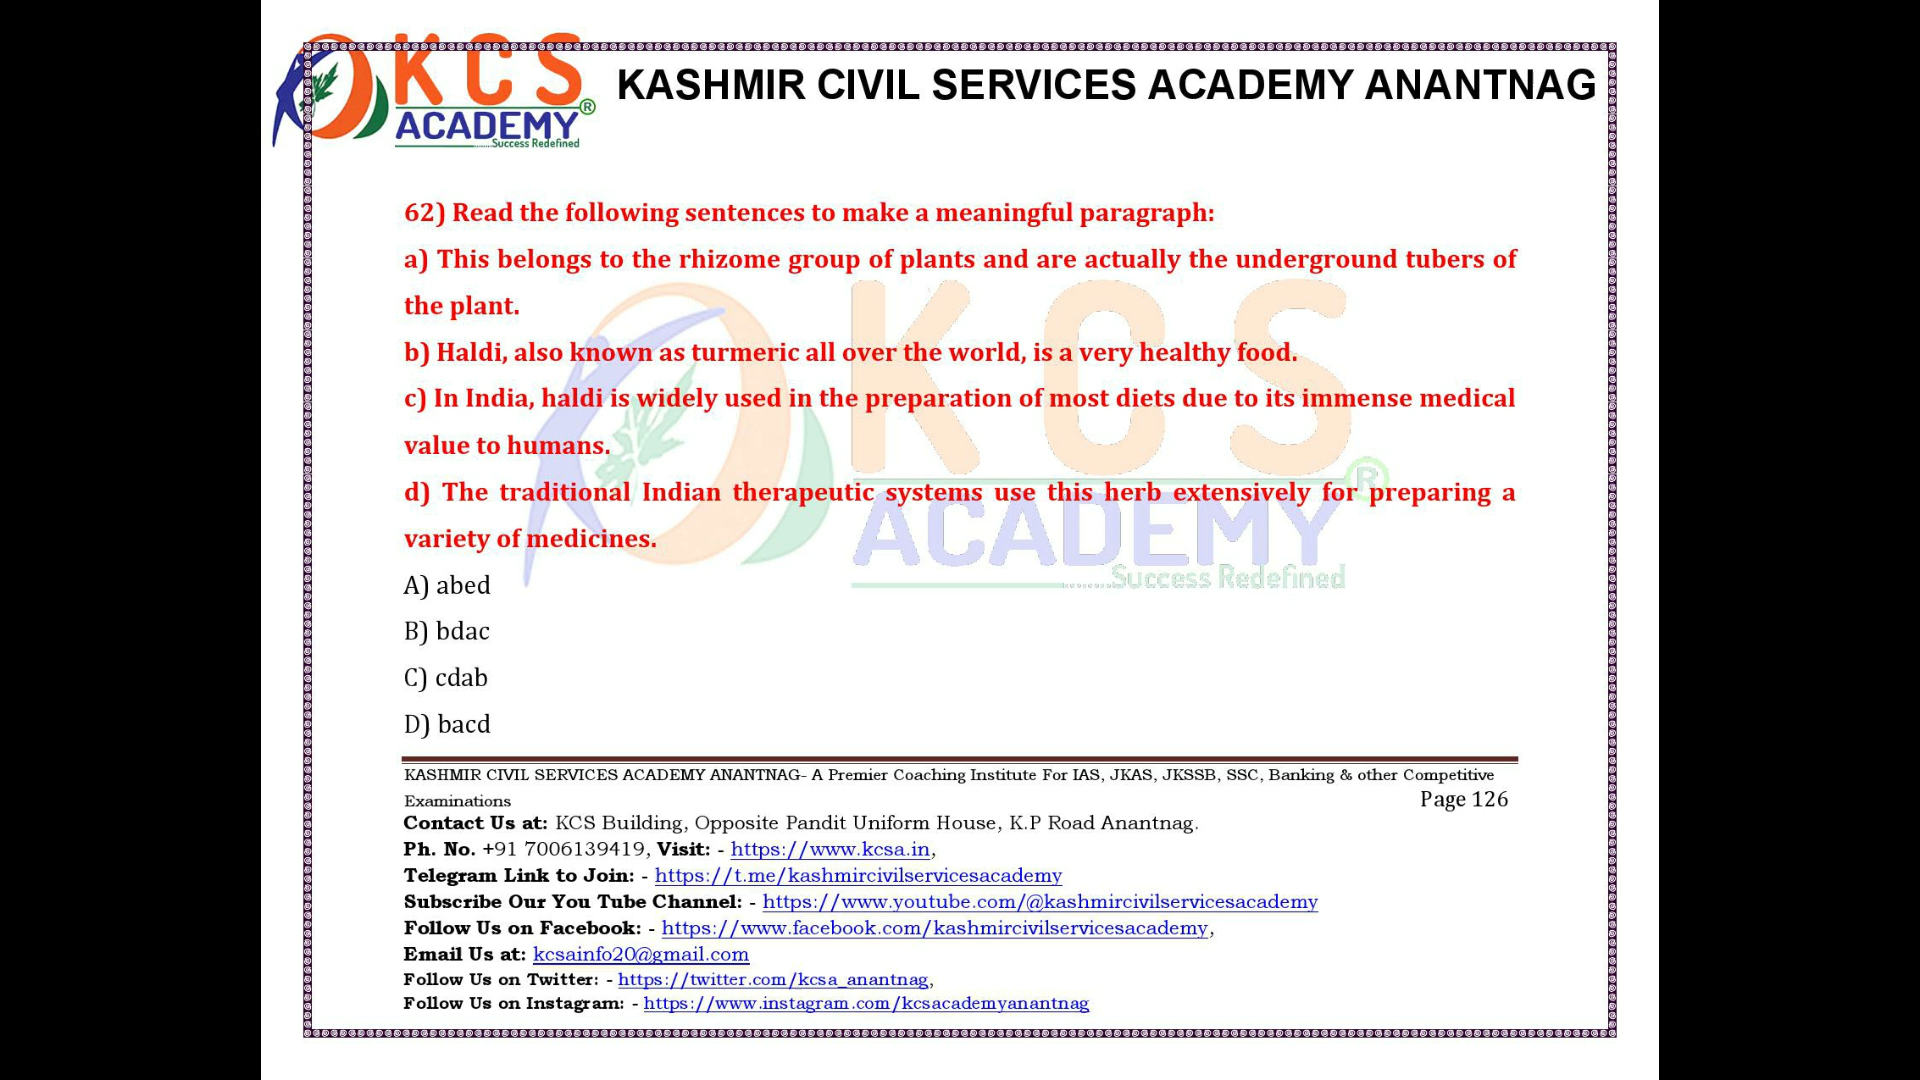 KCS
ACADEMY®
.......Success Redefined
KASHMIR CIVIL SERVICES ACADEMY ANANTNAG
62) Read the following sentences to make a meaningful paragraph:
a) This belongs to the rhizome group of plants and are actually the underground tubers of
the plant.
b) Haldi, also known as turmeric all over the world, is a very healthy food.
c) In India, haldi is widely used in the preparation of most diets due to its immense medical
value to humans.
d) The traditional Indian therapeutic systems use this herb extensively for preparing a
variety of medicines.
A) abed
B) bdac
C) cdab
D) bacd
KCS
ACADEMY®
.......Success Redefined
KASHMIR CIVIL SERVICES ACADEMY ANANTNAG- A Premier Coaching Institute For IAS, JKAS, JKSSB, SSC, Banking & other Competitive
Examinations Page 126
Contact Us at: KCS Building, Opposite Pandit Uniform House, K.P Road Anantnag.
Ph. No. +91 7006139419, Visit: - https://www.kcsa.in,
Telegram Link to Join: - https://t.me/kashmircivilservicesacademy
Subscribe Our You Tube Channel: - https://www.youtube.com/@kashmircivilservicesacademy
Follow Us on Facebook: - https://www.facebook.com/kashmircivilservicesacademy,
Email Us at: kcsainfo20@gmail.com
Follow Us on Twitter: - https://twitter.com/kcsa_anantnag,
Follow Us on Instagram: - https://www.instagram.com/kcsacademyanantnag